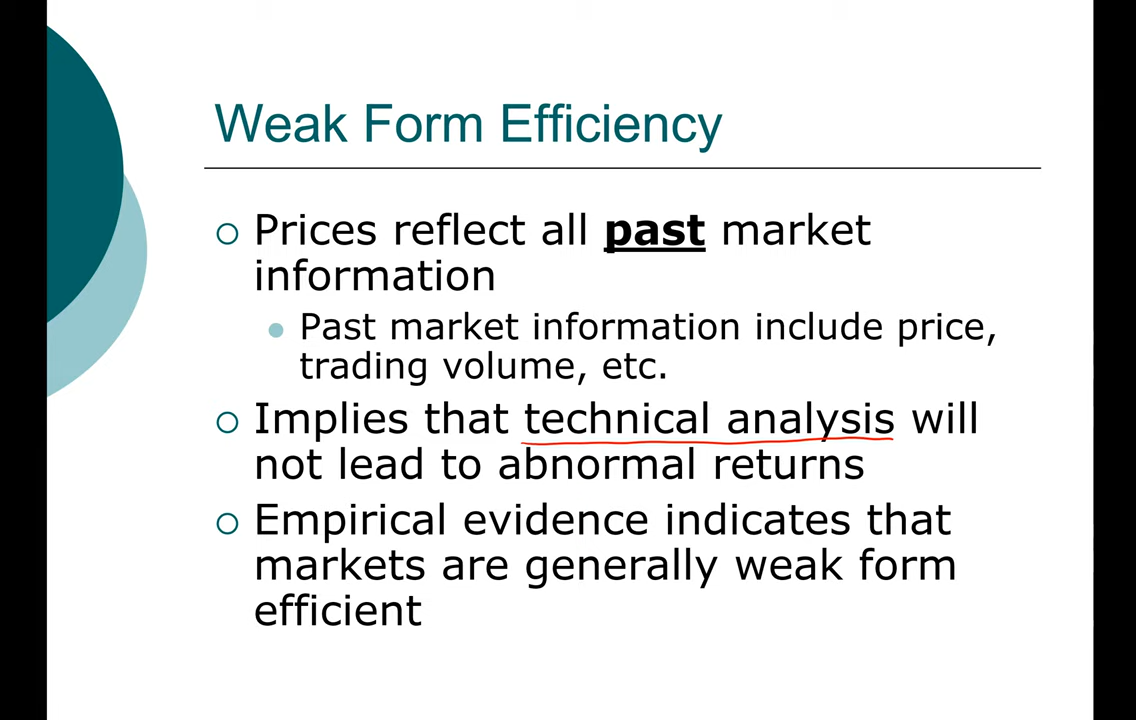 Weak Form Efficiency
Prices reflect all past market
information
Past market information include price,
trading volume, etc.
Implies that technical analysis will
not lead to abnormal returns
Empirical evidence indicates that
markets are generally weak form
efficient